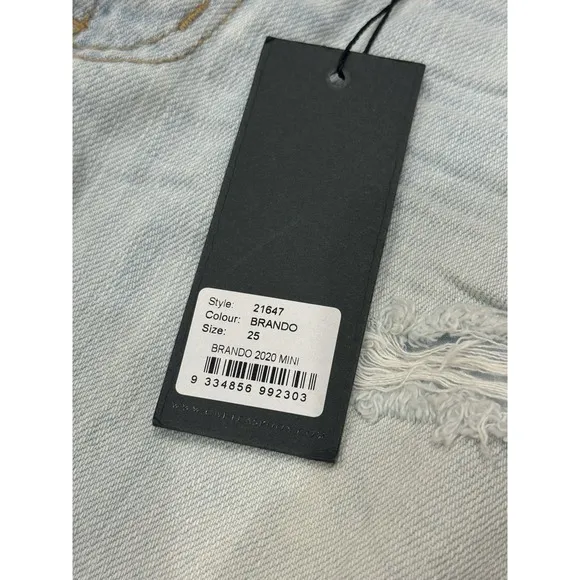 Style: 21647
Colour: BRANDO
Size: 25
BRANDO 2020 MINI
9 334856 992303